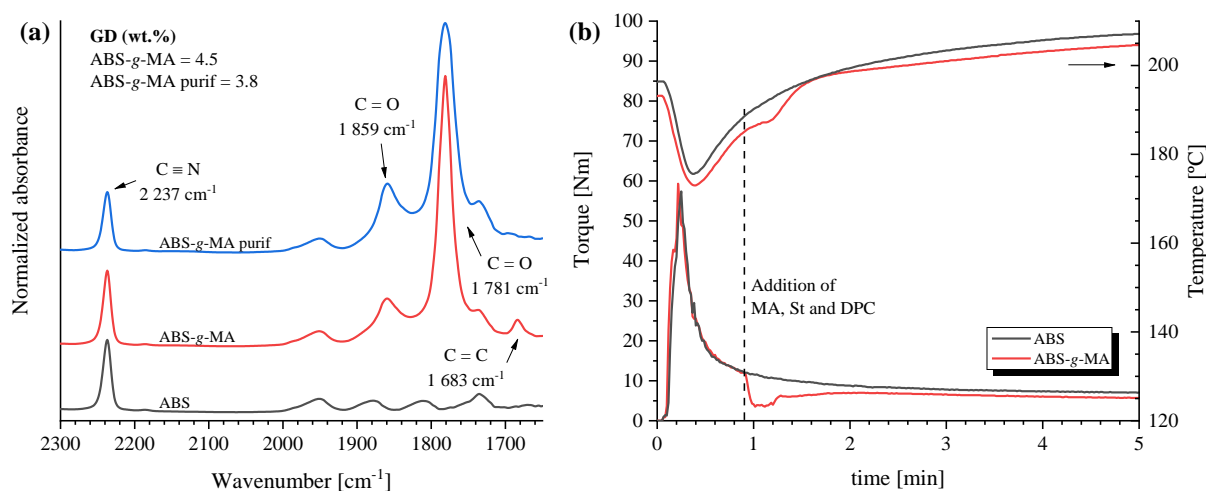 (a)
GD (wt.%)
ABS-g-MA = 4.5
ABS-g-MA purif = 3.8
C = O
1 859 cm-1
C ≡ N
2 237 cm-1
ABS-g-MA purif
C = O
1 781 cm-1
ABS-g-MA
C = C
1 683 cm-1
ABS
Normalized absorbance
2300 2200 2100 2000 1900 1800 1700
Wavenumber [cm-1]
(b)
100
90
80
70
60
50
40
30
20
10
0
Torque [Nm]
Addition of
MA, St and DPC
ABS
ABS-g-MA
200
180
160
140
120
Temperature [ºC]
0 1 2 3 4 5
time [min]